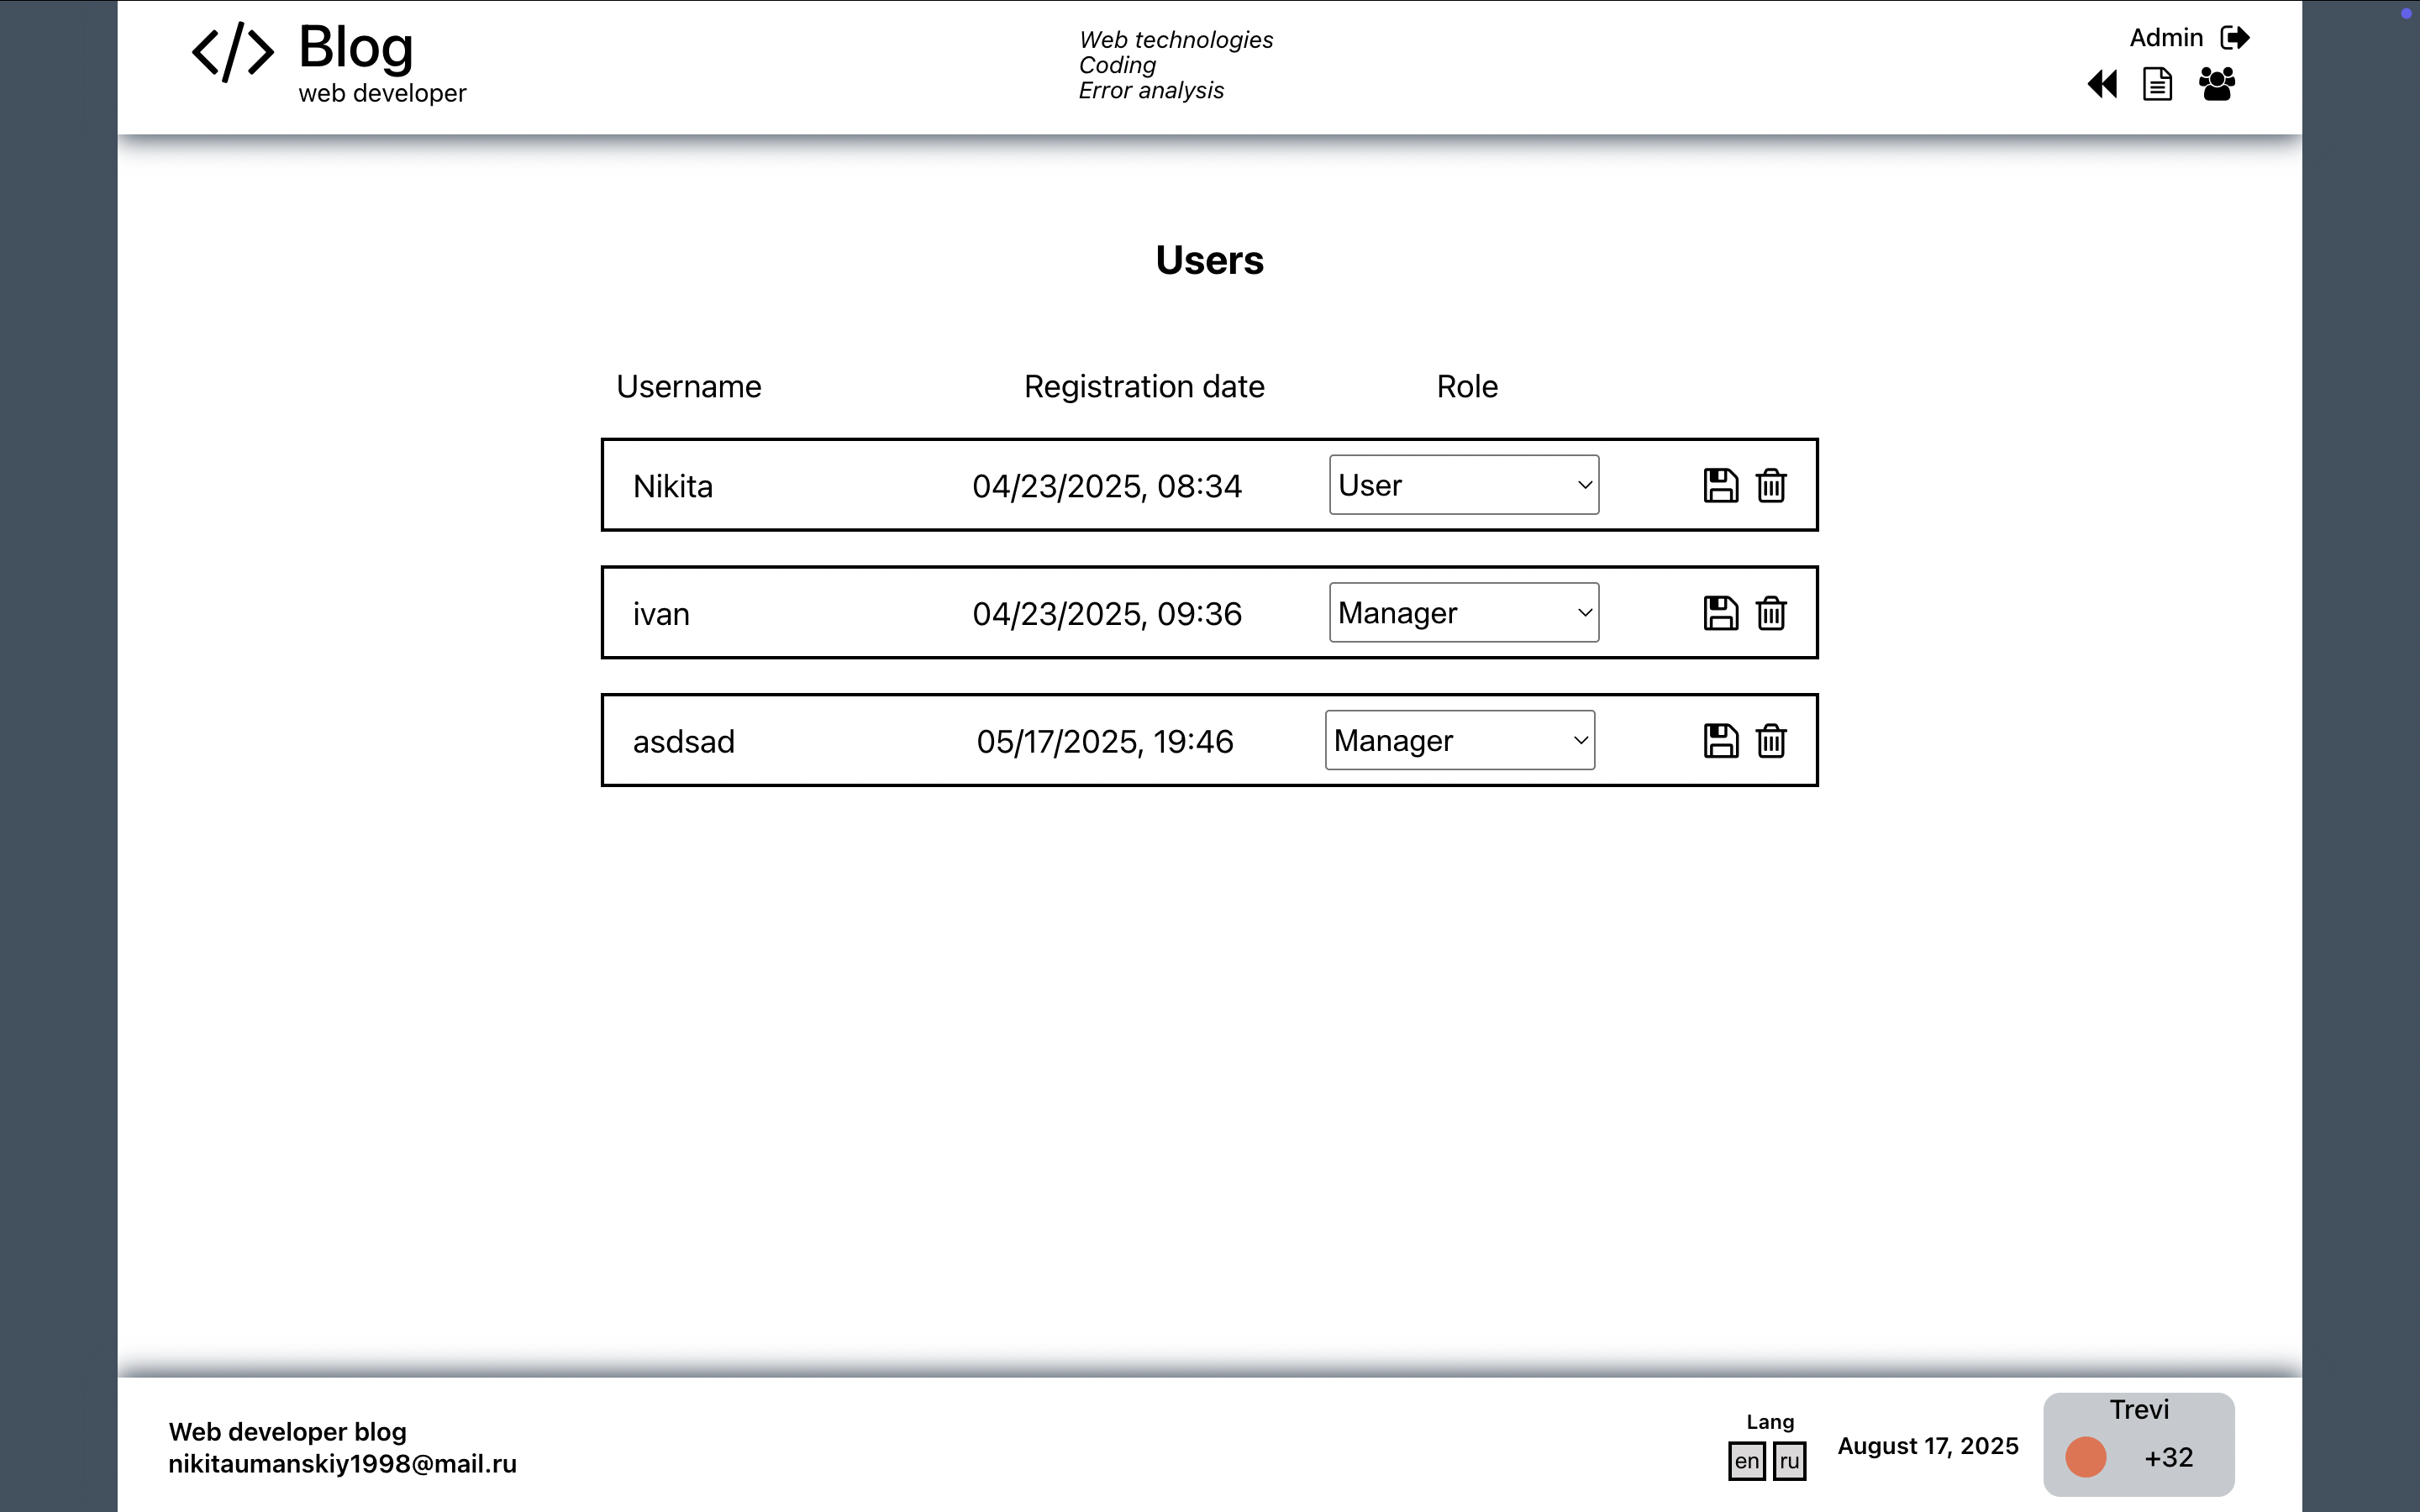 Blog
web developer
Web technologies
Coding
Error analysis
Admin
Users
Username Registration date Role
Nikita 04/23/2025, 08:34 User
ivan 04/23/2025, 09:36 Manager
asdsad 05/17/2025, 19:46 Manager
Web developer blog
nikitaumanskiy1998@mail.ru
Lang
en ru
August 17, 2025
Trevi
+32